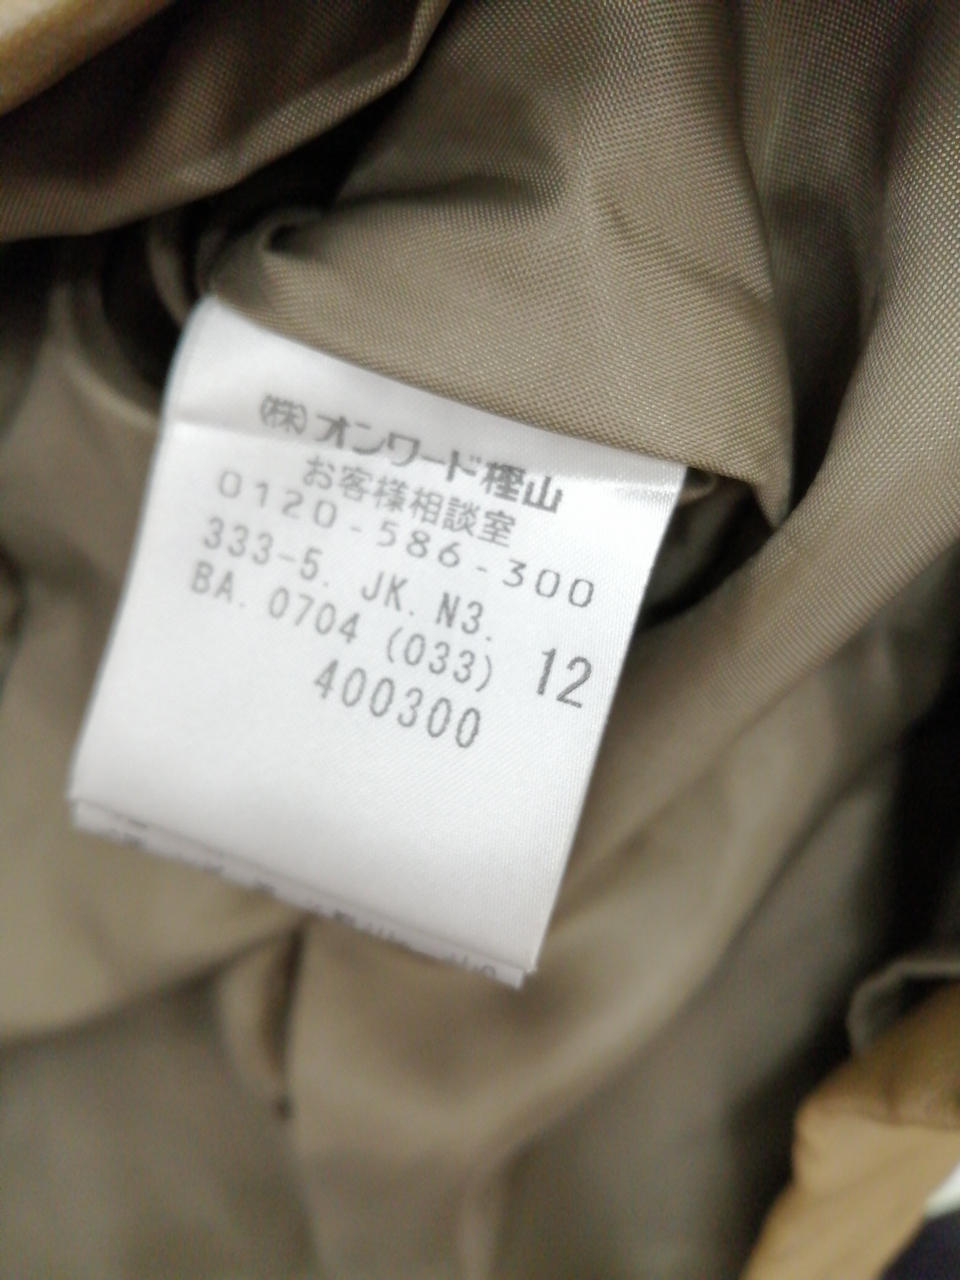 (株)オンワード樫山
お客様相談室
0120-586-300
333-5. JK. N3.
BA. 0704 (033) 12
400300